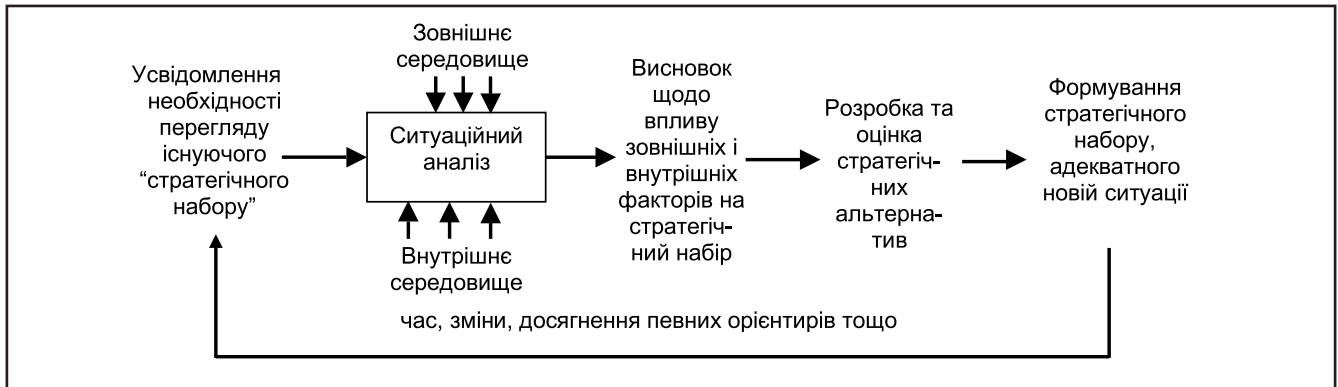 Усвідомлення
необхідності
перегляду
існуючого
“стратегічного
набору”
Зовнішнє
середовище
Ситуаційний
аналіз
Внутрішнє
середовище
Висновок
щодо
впливу
зовнішніх і
внутрішніх
факторів на
стратегіч-
ний набір
Розробка та
оцінка
стратегіч-
них
альтерна-
тив
Формування
стратегічного
набору,
адекватного
новій ситуації
час, зміни, досягнення певних орієнтирів тощо